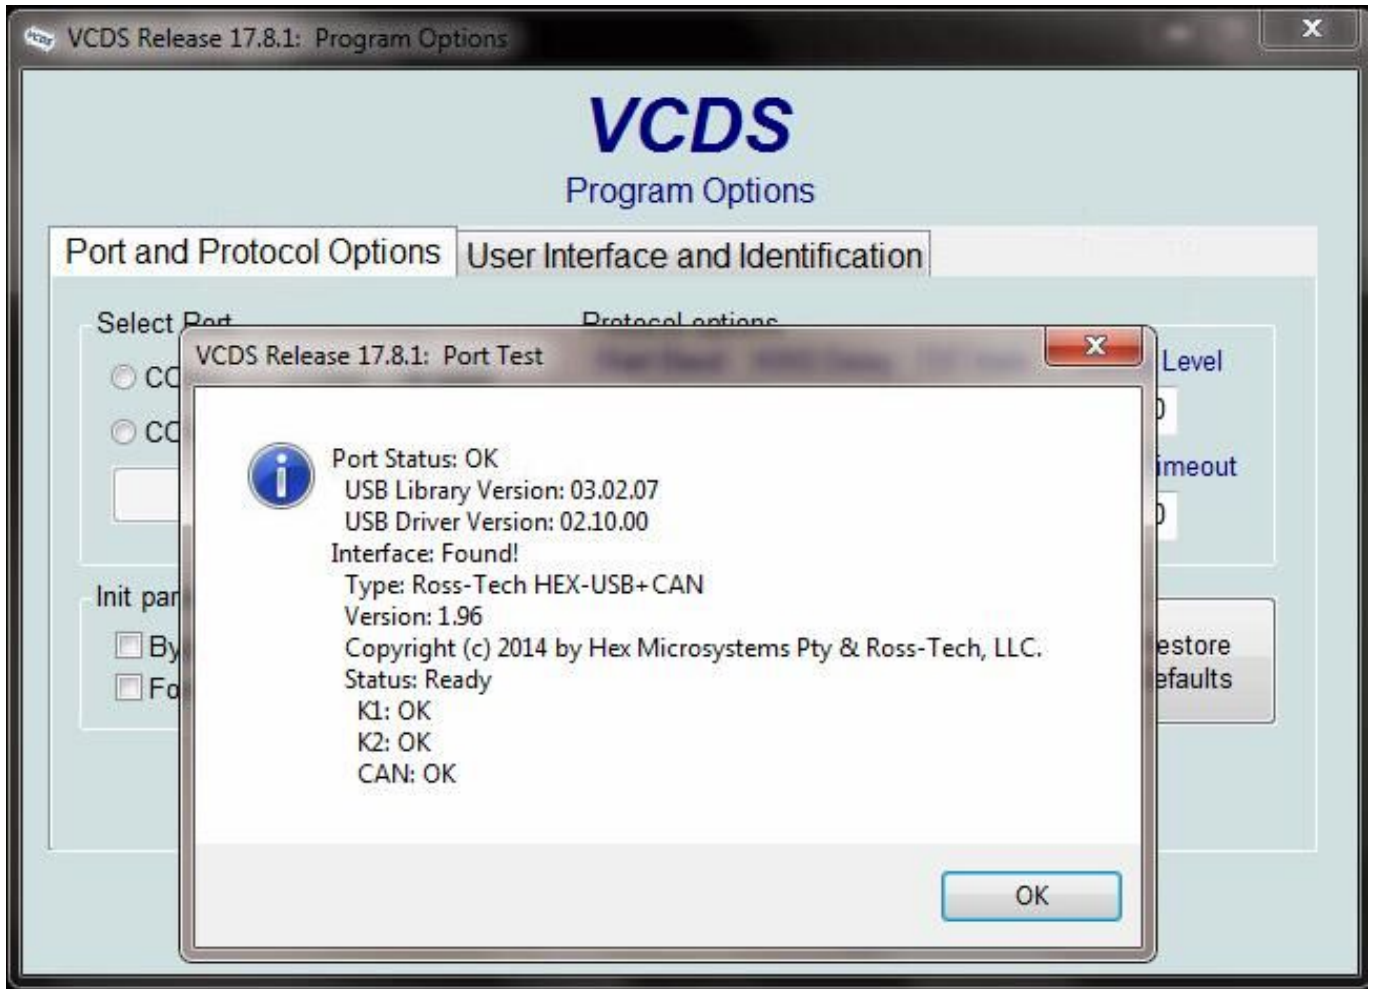 VCDS Release 17.8.1: Program Options
VCDS
Program Options
Port and Protocol Options
User Interface and Identification
Select Port
Protocol options
VCDS Release 17.8.1: Port Test
Level
Port Status: OK
USB Library Version: 03.02.07
USB Driver Version: 02.10.00
Interface: Found!
Type: Ross-Tech HEX-USB+CAN
Version: 1.96
Copyright (c) 2014 by Hex Microsystems Pty & Ross-Tech, LLC.
Status: Ready
K1: OK
K2: OK
CAN: OK
Init
OK